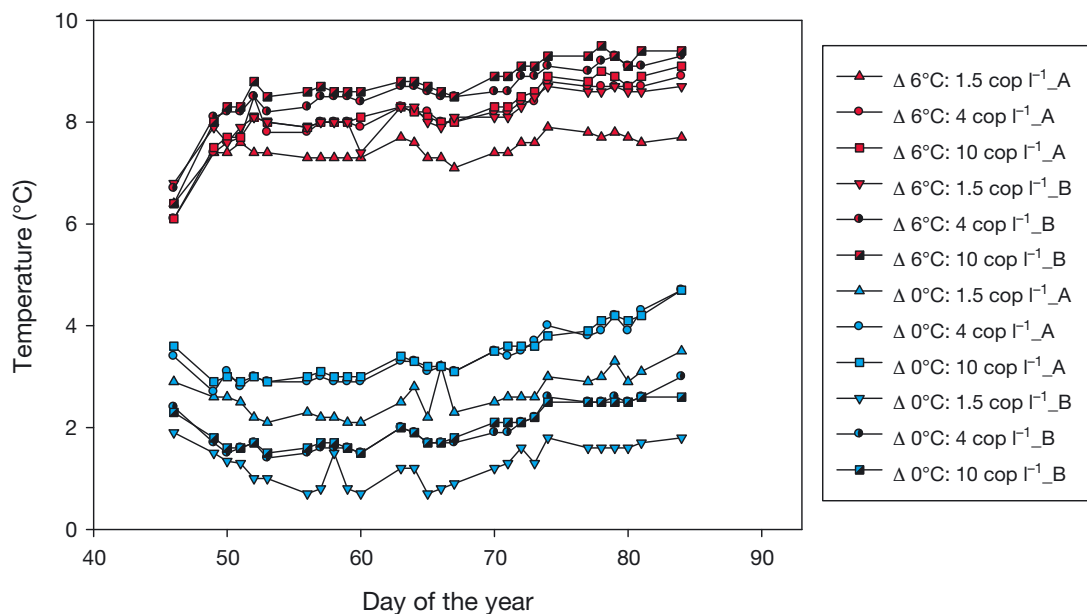 10
8
6
4
2
0
Temperature (°C)
40 50 60 70 80 90
Day of the year
Δ 6°C: 1.5 cop l⁻¹_A
Δ 6°C: 4 cop l⁻¹_A
Δ 6°C: 10 cop l⁻¹_A
Δ 6°C: 1.5 cop l⁻¹_B
Δ 6°C: 4 cop l⁻¹_B
Δ 6°C: 10 cop l⁻¹_B
Δ 0°C: 1.5 cop l⁻¹_A
Δ 0°C: 4 cop l⁻¹_A
Δ 0°C: 10 cop l⁻¹_A
Δ 0°C: 1.5 cop l⁻¹_B
Δ 0°C: 4 cop l⁻¹_B
Δ 0°C: 10 cop l⁻¹_B